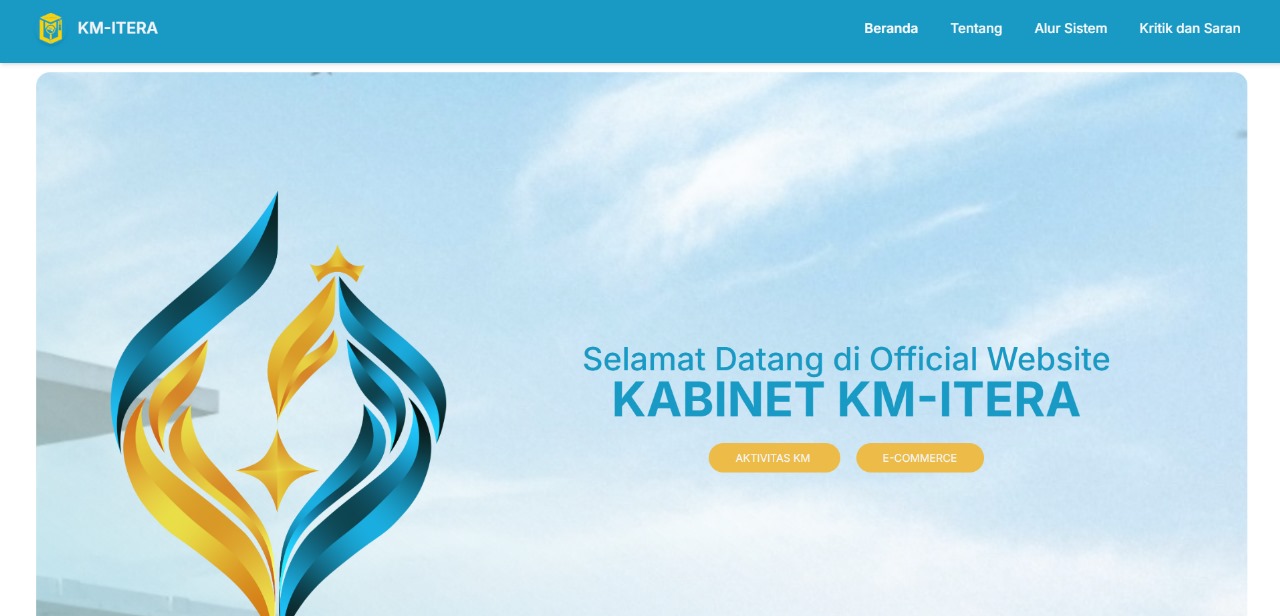 KM-ITERA
Beranda
Tentang
Alur Sistem
Kritik dan Saran
Selamat Datang di Official Website
KABINET KM-ITERA
AKTIVITAS KM
E-COMMERCE